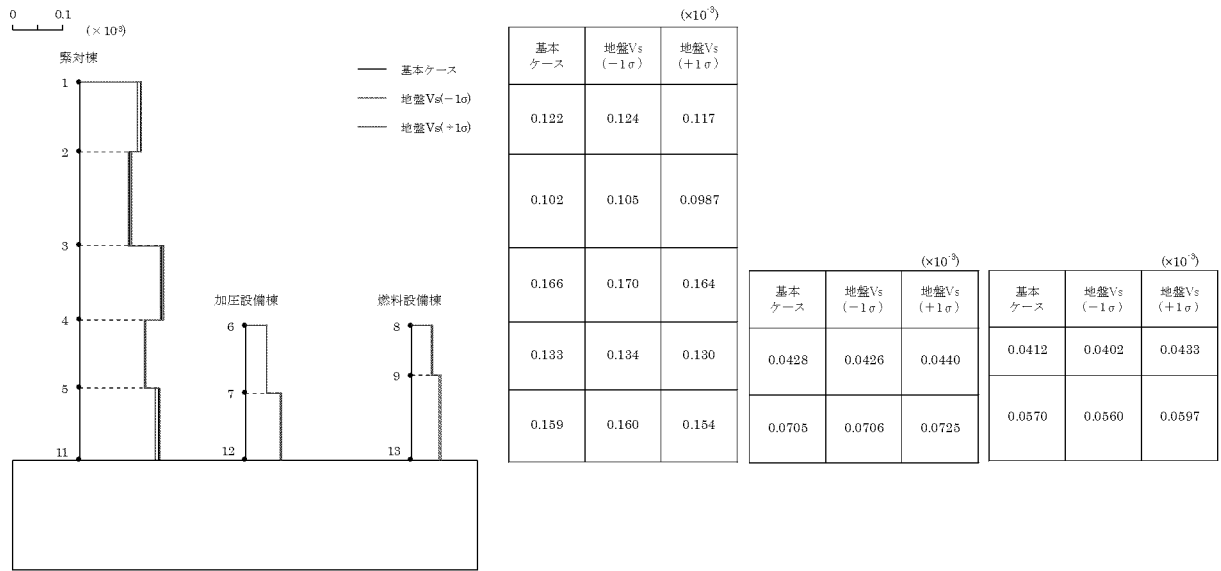 0 0.1
(×10⁻³)
緊対棟
1
2
3
4
5
11
基本ケース
地盤Vs(−1σ)
地盤Vs(+1σ)
加圧設備棟
6
7
12
燃料設備棟
8
9
13
(×10⁻³)
基本 地盤Vs 地盤Vs
ケース (−1σ) (+1σ)
0.122 0.124 0.117
0.102 0.105 0.0987
0.166 0.170 0.164
0.133 0.134 0.130
0.159 0.160 0.154
(×10⁻³)
基本 地盤Vs 地盤Vs
ケース (−1σ) (+1σ)
0.0428 0.0426 0.0440
0.0705 0.0706 0.0725
(×10⁻³)
基本 地盤Vs 地盤Vs
ケース (−1σ) (+1σ)
0.0412 0.0402 0.0433
0.0570 0.0560 0.0597